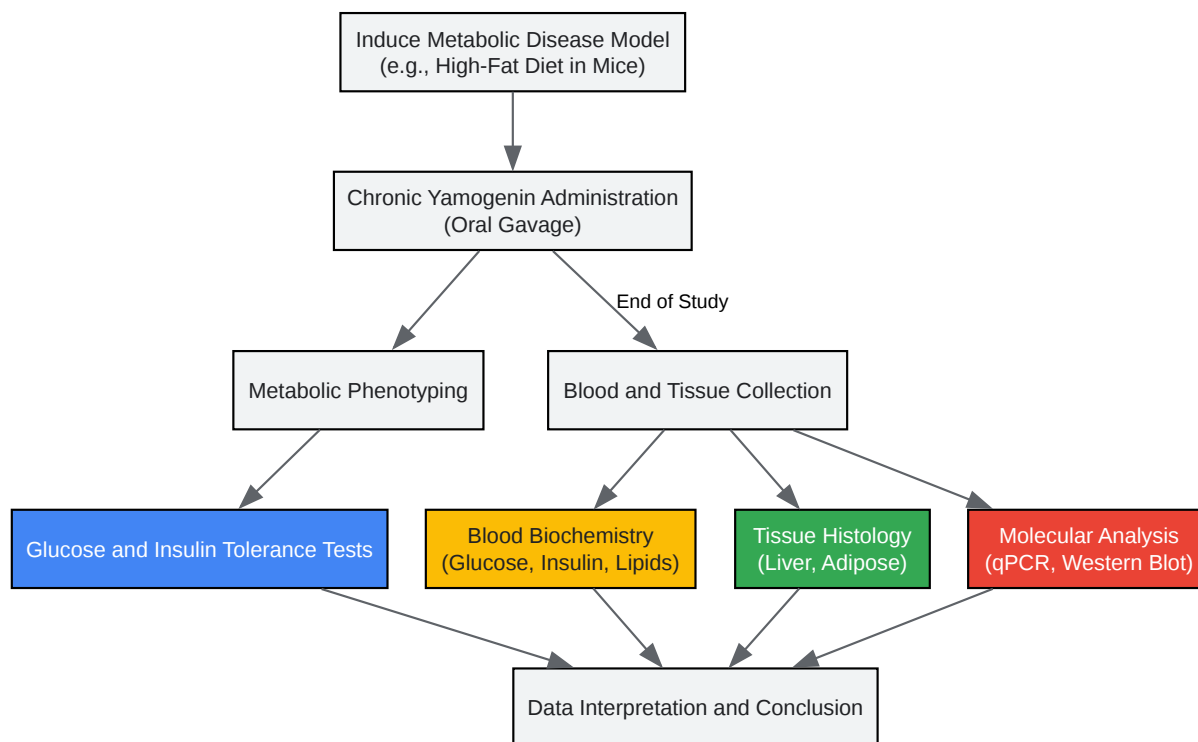 Induce Metabolic Disease Model
(e.g., High-Fat Diet in Mice)
Chronic Yamogenin Administration
(Oral Gavage)
End of Study
Metabolic Phenotyping
Blood and Tissue Collection
Glucose and Insulin Tolerance Tests
Blood Biochemistry
(Glucose, Insulin, Lipids)
Tissue Histology
(Liver, Adipose)
Molecular Analysis
(qPCR, Western Blot)
Data Interpretation and Conclusion